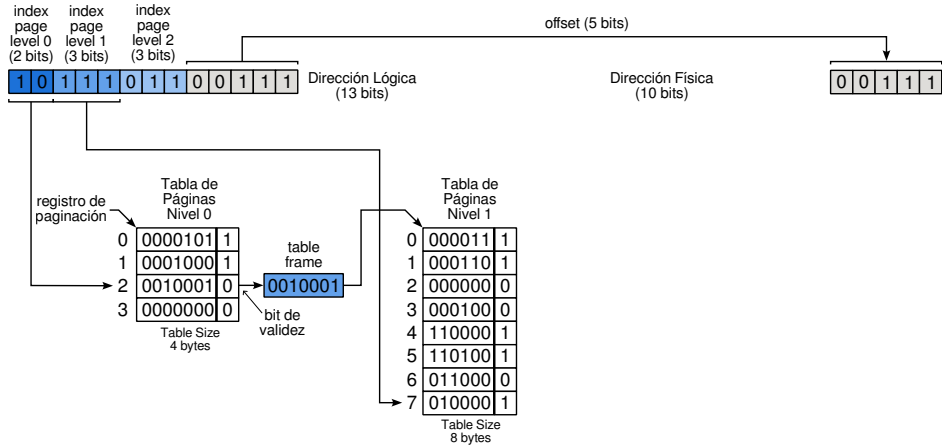 index
page
level 0
(2 bits)
index
page
level 1
(3 bits)
index
page
level 2
(3 bits)
offset (5 bits)
1 0 1 1 1 0 1 1 0 0 1 1 1
Dirección Lógica
(13 bits)
Dirección Física
(10 bits)
0 0 1 1 1
registro de
paginación
Tabla de
Páginas
Nivel 0
0 0000101 1
1 0001000 1
2 0010001 0
3 0000000 0
Table Size
4 bytes
bit de
validez
table
frame
0010001
Tabla de
Páginas
Nivel 1
0 000011 1
1 000110 1
2 000000 0
3 000100 0
4 110000 1
5 110100 1
6 011000 0
7 010000 1
Table Size
8 bytes